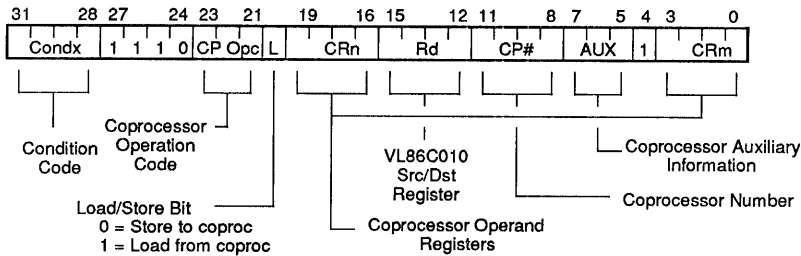 31 28 27 24 23 21 19 16 15 12 11 8 7 5 4 3 0
Condx 1 1 1 0 CP Opc L CRn Rd CP# AUX 1 CRm
Condition
Code
Coprocessor
Operation
Code
VL86C010
Src/Dst
Register
Coprocessor Auxiliary
Information
Coprocessor Number
Load/Store Bit
0 = Store to coproc
1 = Load from coproc
Coprocessor Operand
Registers